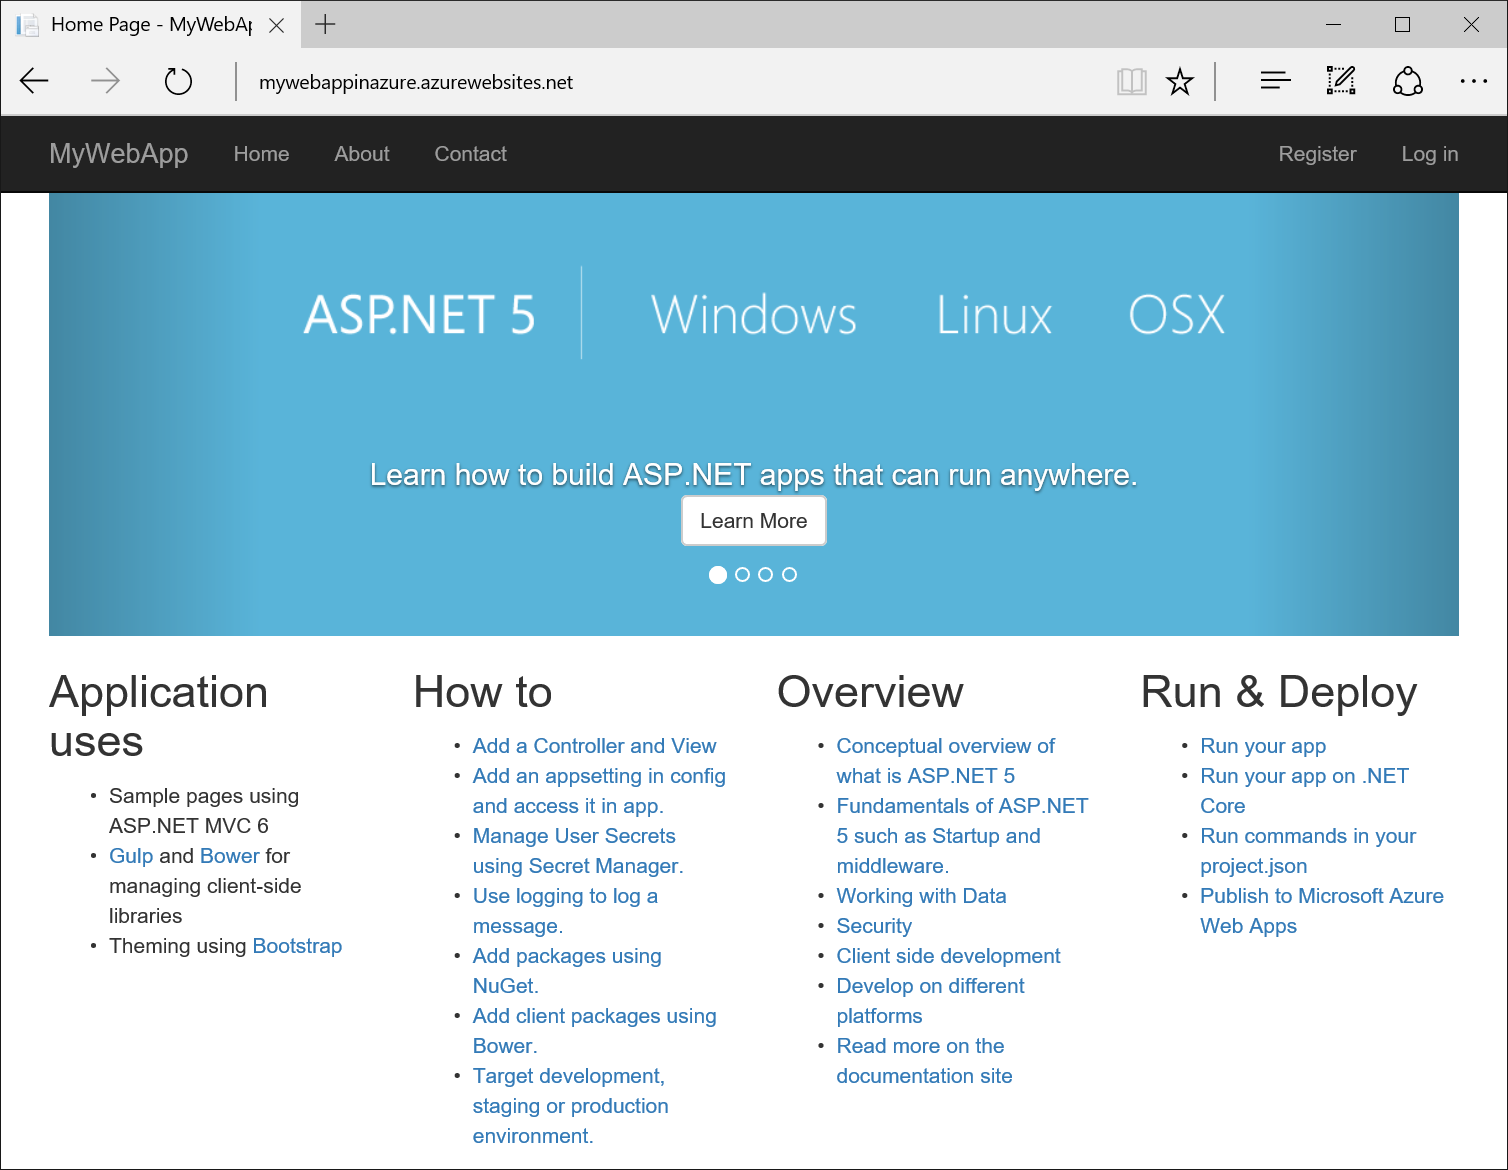 Home Page - MyWebAp
mywebappinazure.azurewebsites.net
MyWebApp Home About Contact Register Log in
ASP.NET 5 Windows Linux OSX
Learn how to build ASP.NET apps that can run anywhere.
Learn More
Application
uses
• Sample pages using
ASP.NET MVC 6
• Gulp and Bower for
managing client-side
libraries
• Theming using Bootstrap
How to
• Add a Controller and View
• Add an appsetting in config
and access it in app.
• Manage User Secrets
using Secret Manager.
• Use logging to log a
message.
• Add packages using
NuGet.
• Add client packages using
Bower.
• Target development,
staging or production
environment.
Overview
• Conceptual overview of
what is ASP.NET 5
• Fundamentals of ASP.NET
5 such as Startup and
middleware.
• Working with Data
• Security
• Client side development
• Develop on different
platforms
• Read more on the
documentation site
Run & Deploy
• Run your app
• Run your app on .NET
Core
• Run commands in your
project.json
• Publish to Microsoft Azure
Web Apps